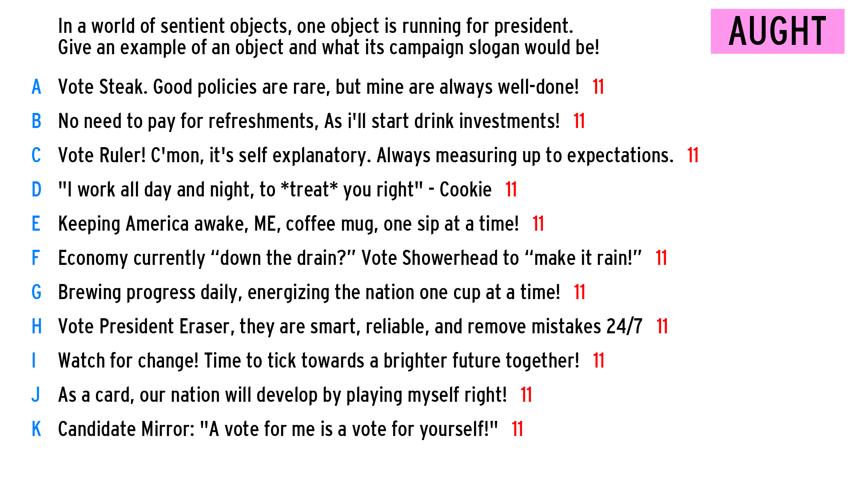 In a world of sentient objects, one object is running for president.
Give an example of an object and what its campaign slogan would be!
AUGHT
A Vote Steak. Good policies are rare, but mine are always well-done! 11
B No need to pay for refreshments, As i'll start drink investments! 11
C Vote Ruler! C'mon, it's self explanatory. Always measuring up to expectations. 11
D "I work all day and night, to *treat* you right" - Cookie 11
E Keeping America awake, ME, coffee mug, one sip at a time! 11
F Economy currently “down the drain?” Vote Showerhead to “make it rain!” 11
G Brewing progress daily, energizing the nation one cup at a time! 11
H Vote President Eraser, they are smart, reliable, and remove mistakes 24/7 11
I Watch for change! Time to tick towards a brighter future together! 11
J As a card, our nation will develop by playing myself right! 11
K Candidate Mirror: "A vote for me is a vote for yourself!" 11